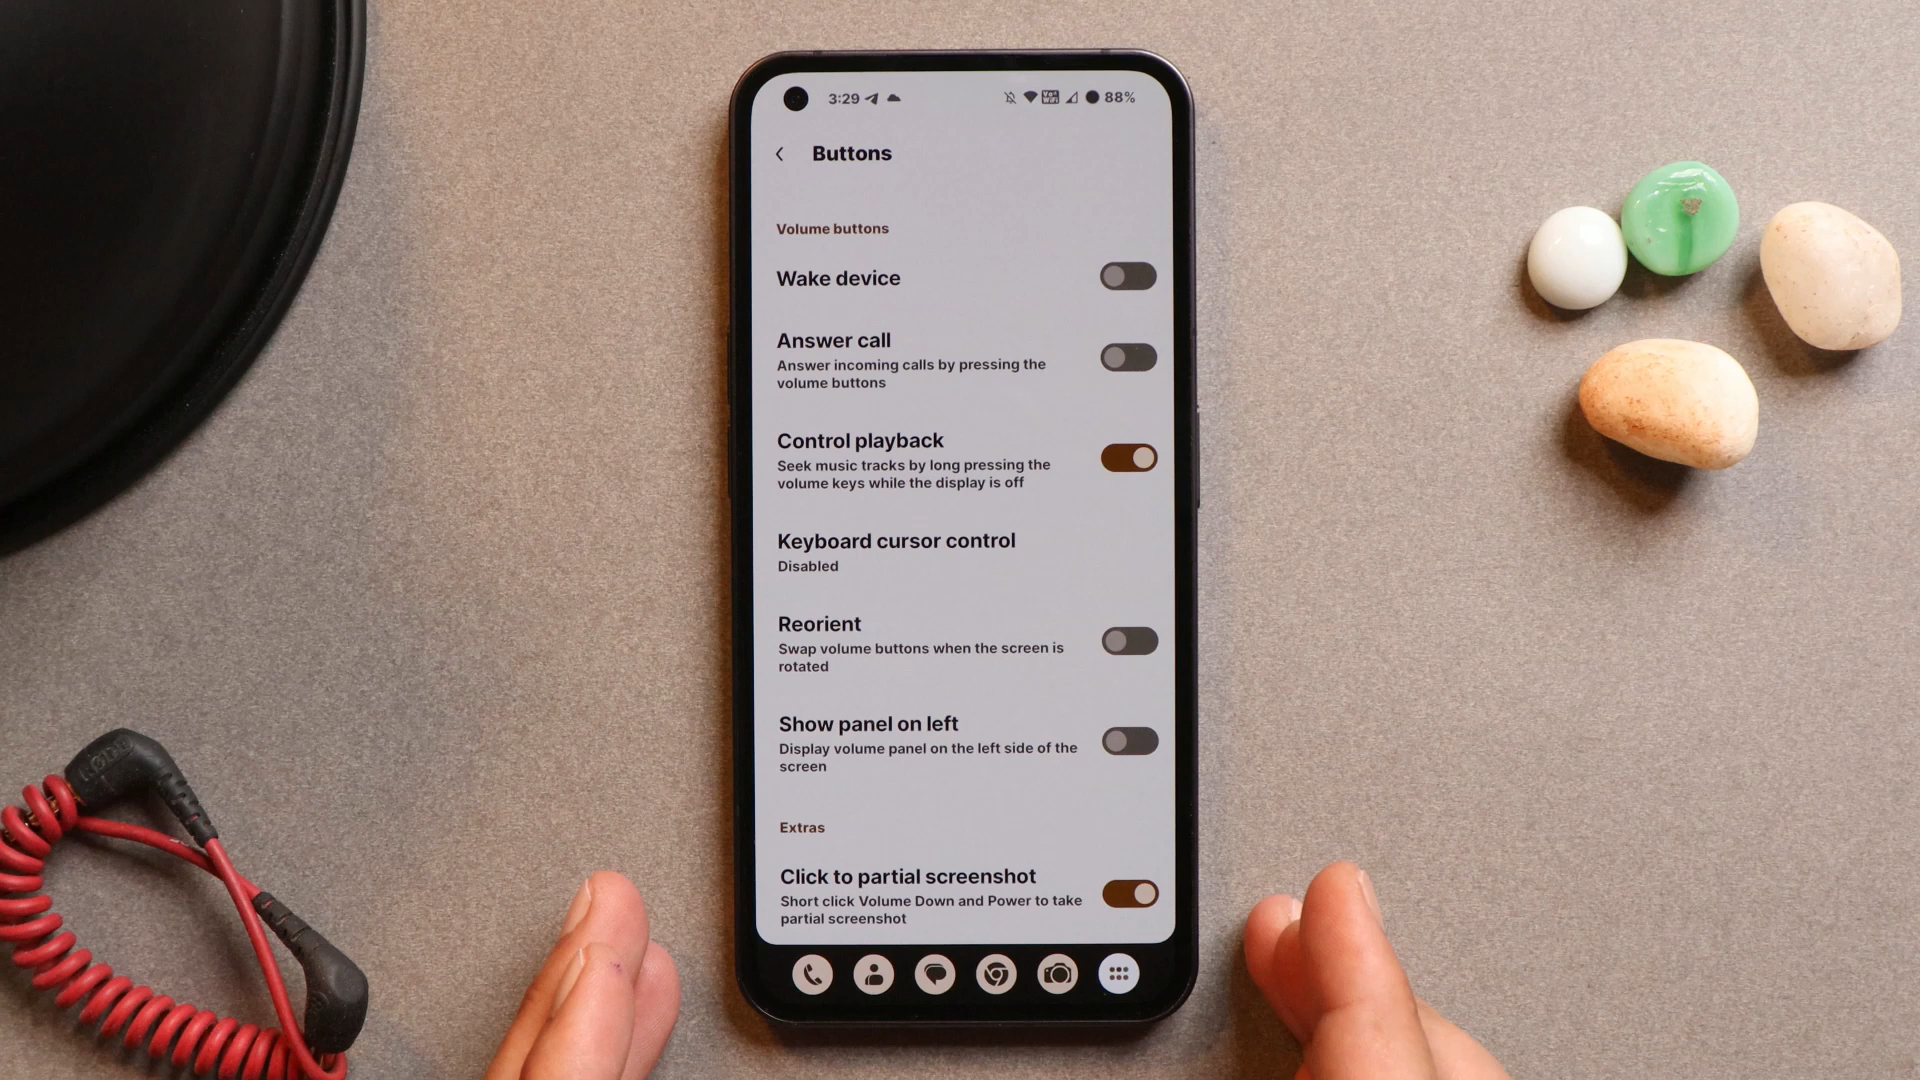 3:29
Vo WiFi
88%
Buttons
Volume buttons
Wake device
Answer call
Answer incoming calls by pressing the
volume buttons
Control playback
Seek music tracks by long pressing the
volume keys while the display is off
Keyboard cursor control
Disabled
Reorient
Swap volume buttons when the screen is
rotated
Show panel on left
Display volume panel on the left side of the
screen
Extras
Click to partial screenshot
Short click Volume Down and Power to take
partial screenshot
RØDE